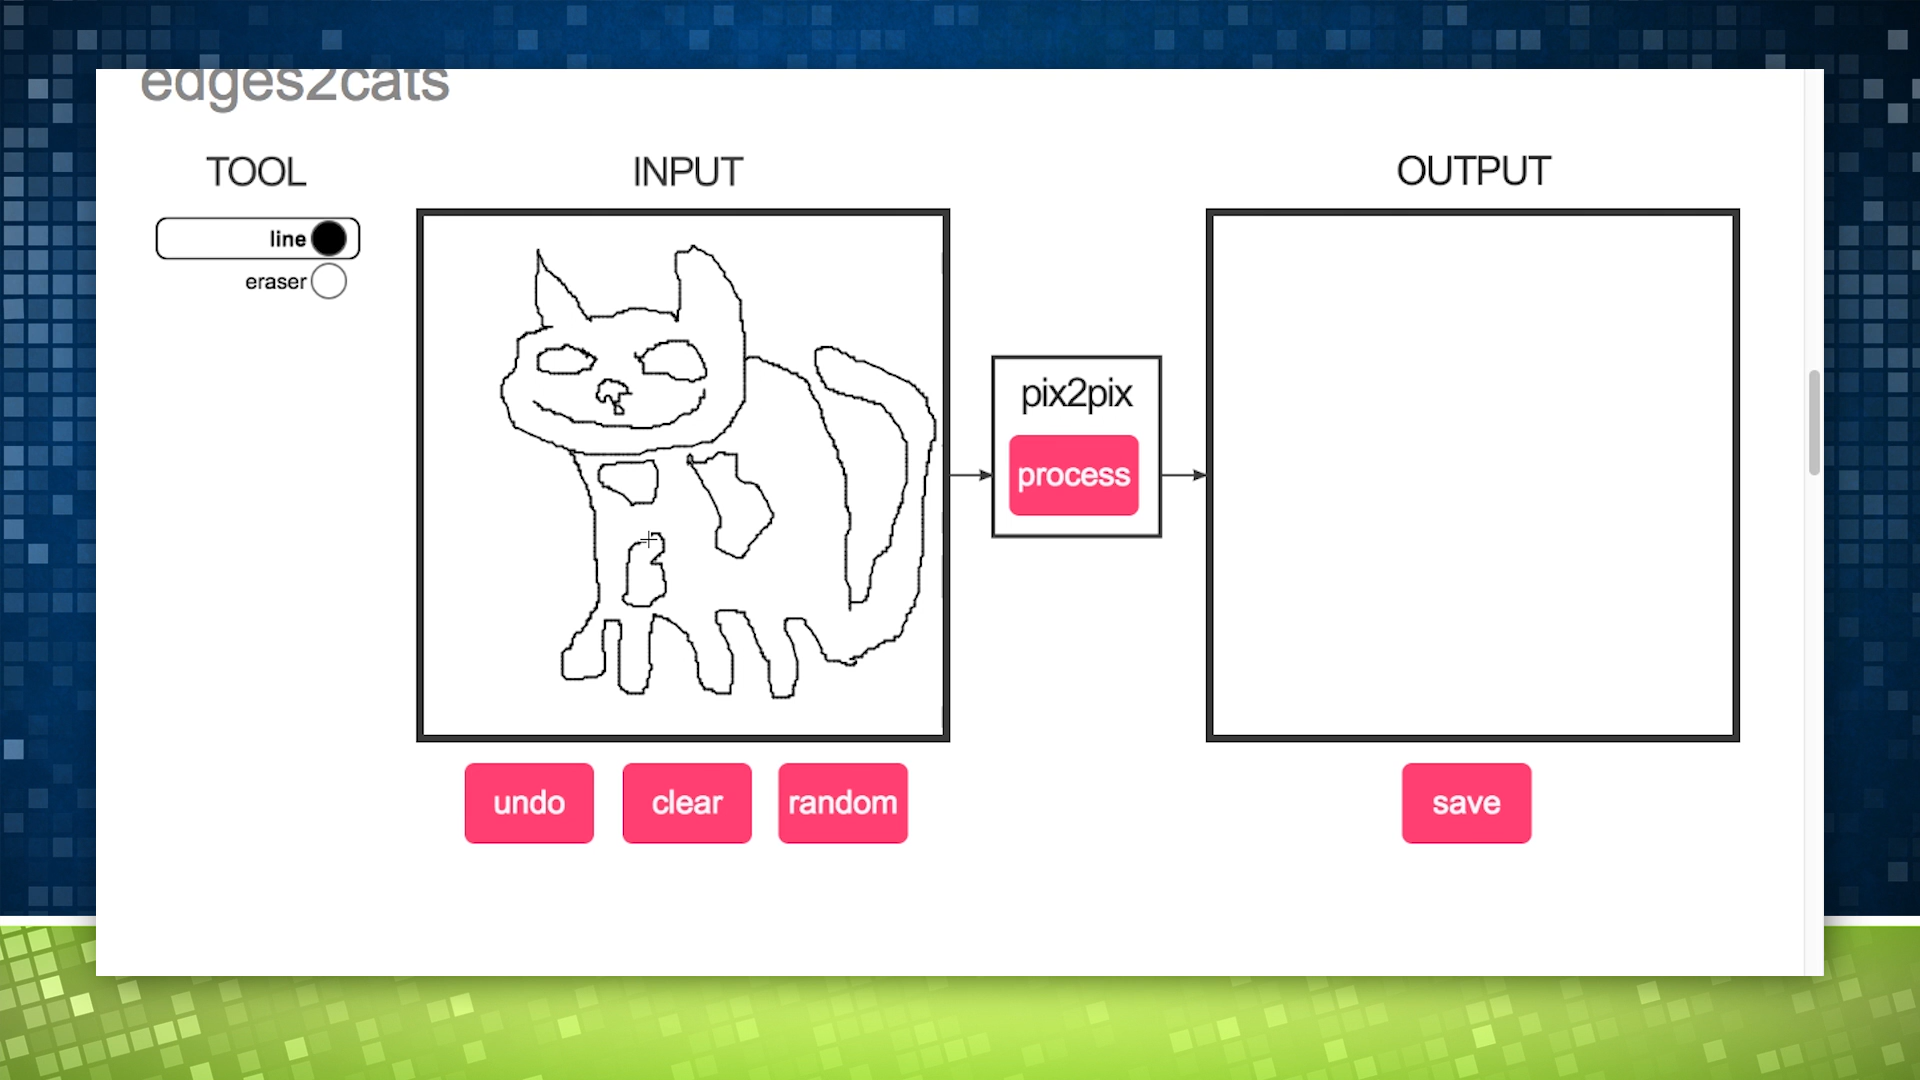 edges2cats
TOOL
INPUT
OUTPUT
line
eraser
pix2pix
process
undo
clear
random
save